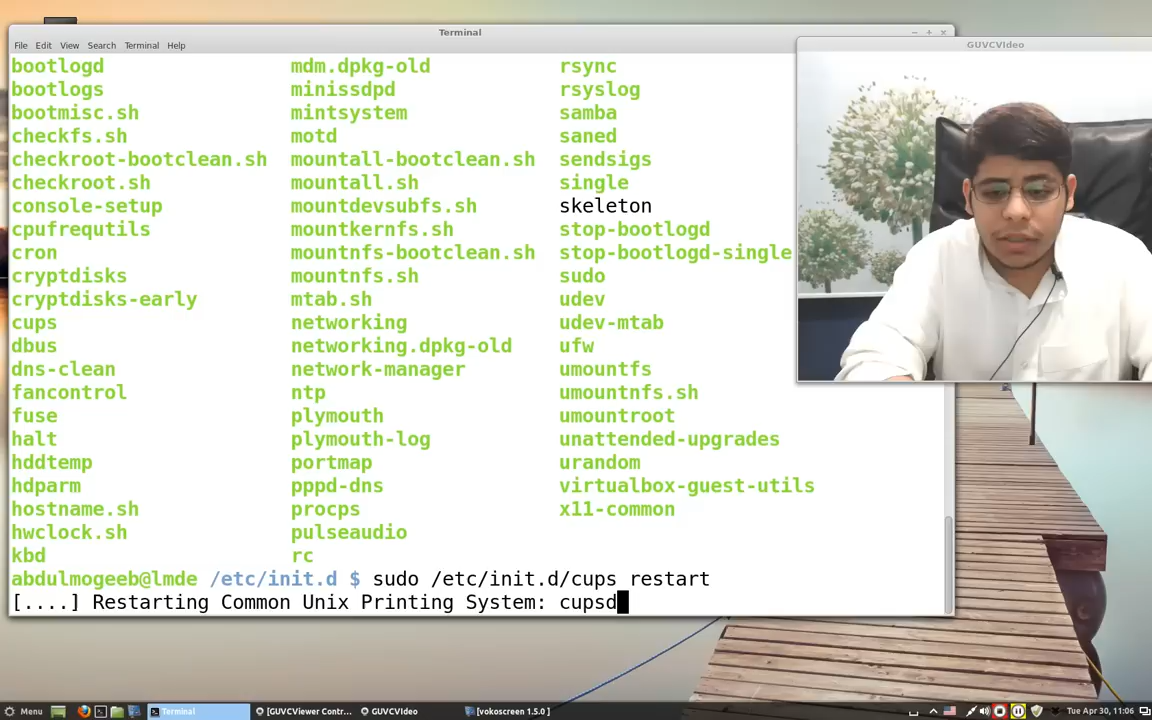 Terminal
File Edit View Search Terminal Help
GUVCVIdeo
bootlogd mdm.dpkg-old rsync
bootlogs minissdpd rsyslog
bootmisc.sh mintsystem samba
checkfs.sh motd saned
checkroot-bootclean.sh mountall-bootclean.sh sendsigs
checkroot.sh mountall.sh single
console-setup mountdevsubfs.sh skeleton
cpufrequtils mountkernfs.sh stop-bootlogd
cron mountnfs-bootclean.sh stop-bootlogd-single
cryptdisks mountnfs.sh sudo
cryptdisks-early mtab.sh udev
cups networking udev-mtab
dbus networking.dpkg-old ufw
dns-clean network-manager umountfs
fancontrol ntp umountnfs.sh
fuse plymouth umountroot
halt plymouth-log unattended-upgrades
hddtemp portmap urandom
hdparm pppd-dns virtualbox-guest-utils
hostname.sh procps x11-common
hwclock.sh pulseaudio
kbd rc
abdulmogeeb@lmde /etc/init.d $ sudo /etc/init.d/cups restart
[....] Restarting Common Unix Printing System: cupsd
Menu Terminal [GUVCViewer Contr... GUVCVIdeo [vokoscreen 1.5.0 ] Tue Apr 30, 11:06